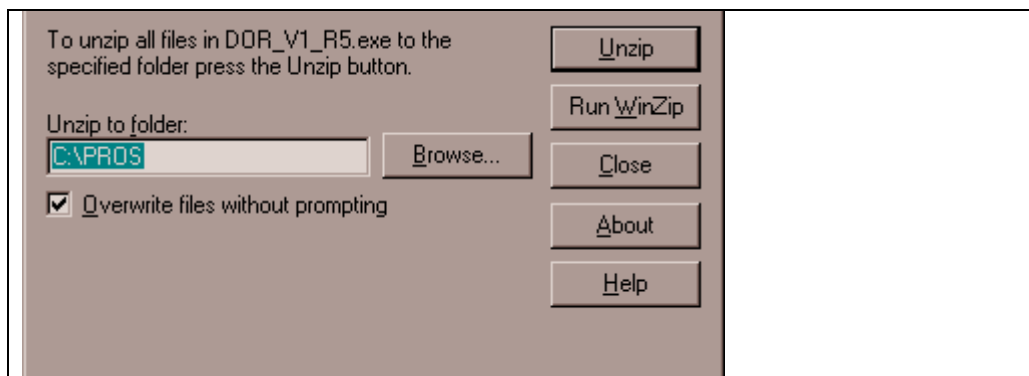 To unzip all files in DOR_V1_R5.exe to the
specified folder press the Unzip button.
Unzip to folder:
C:\PROS
Browse...
Overwrite files without prompting
Unzip
Run WinZip
Close
About
Help